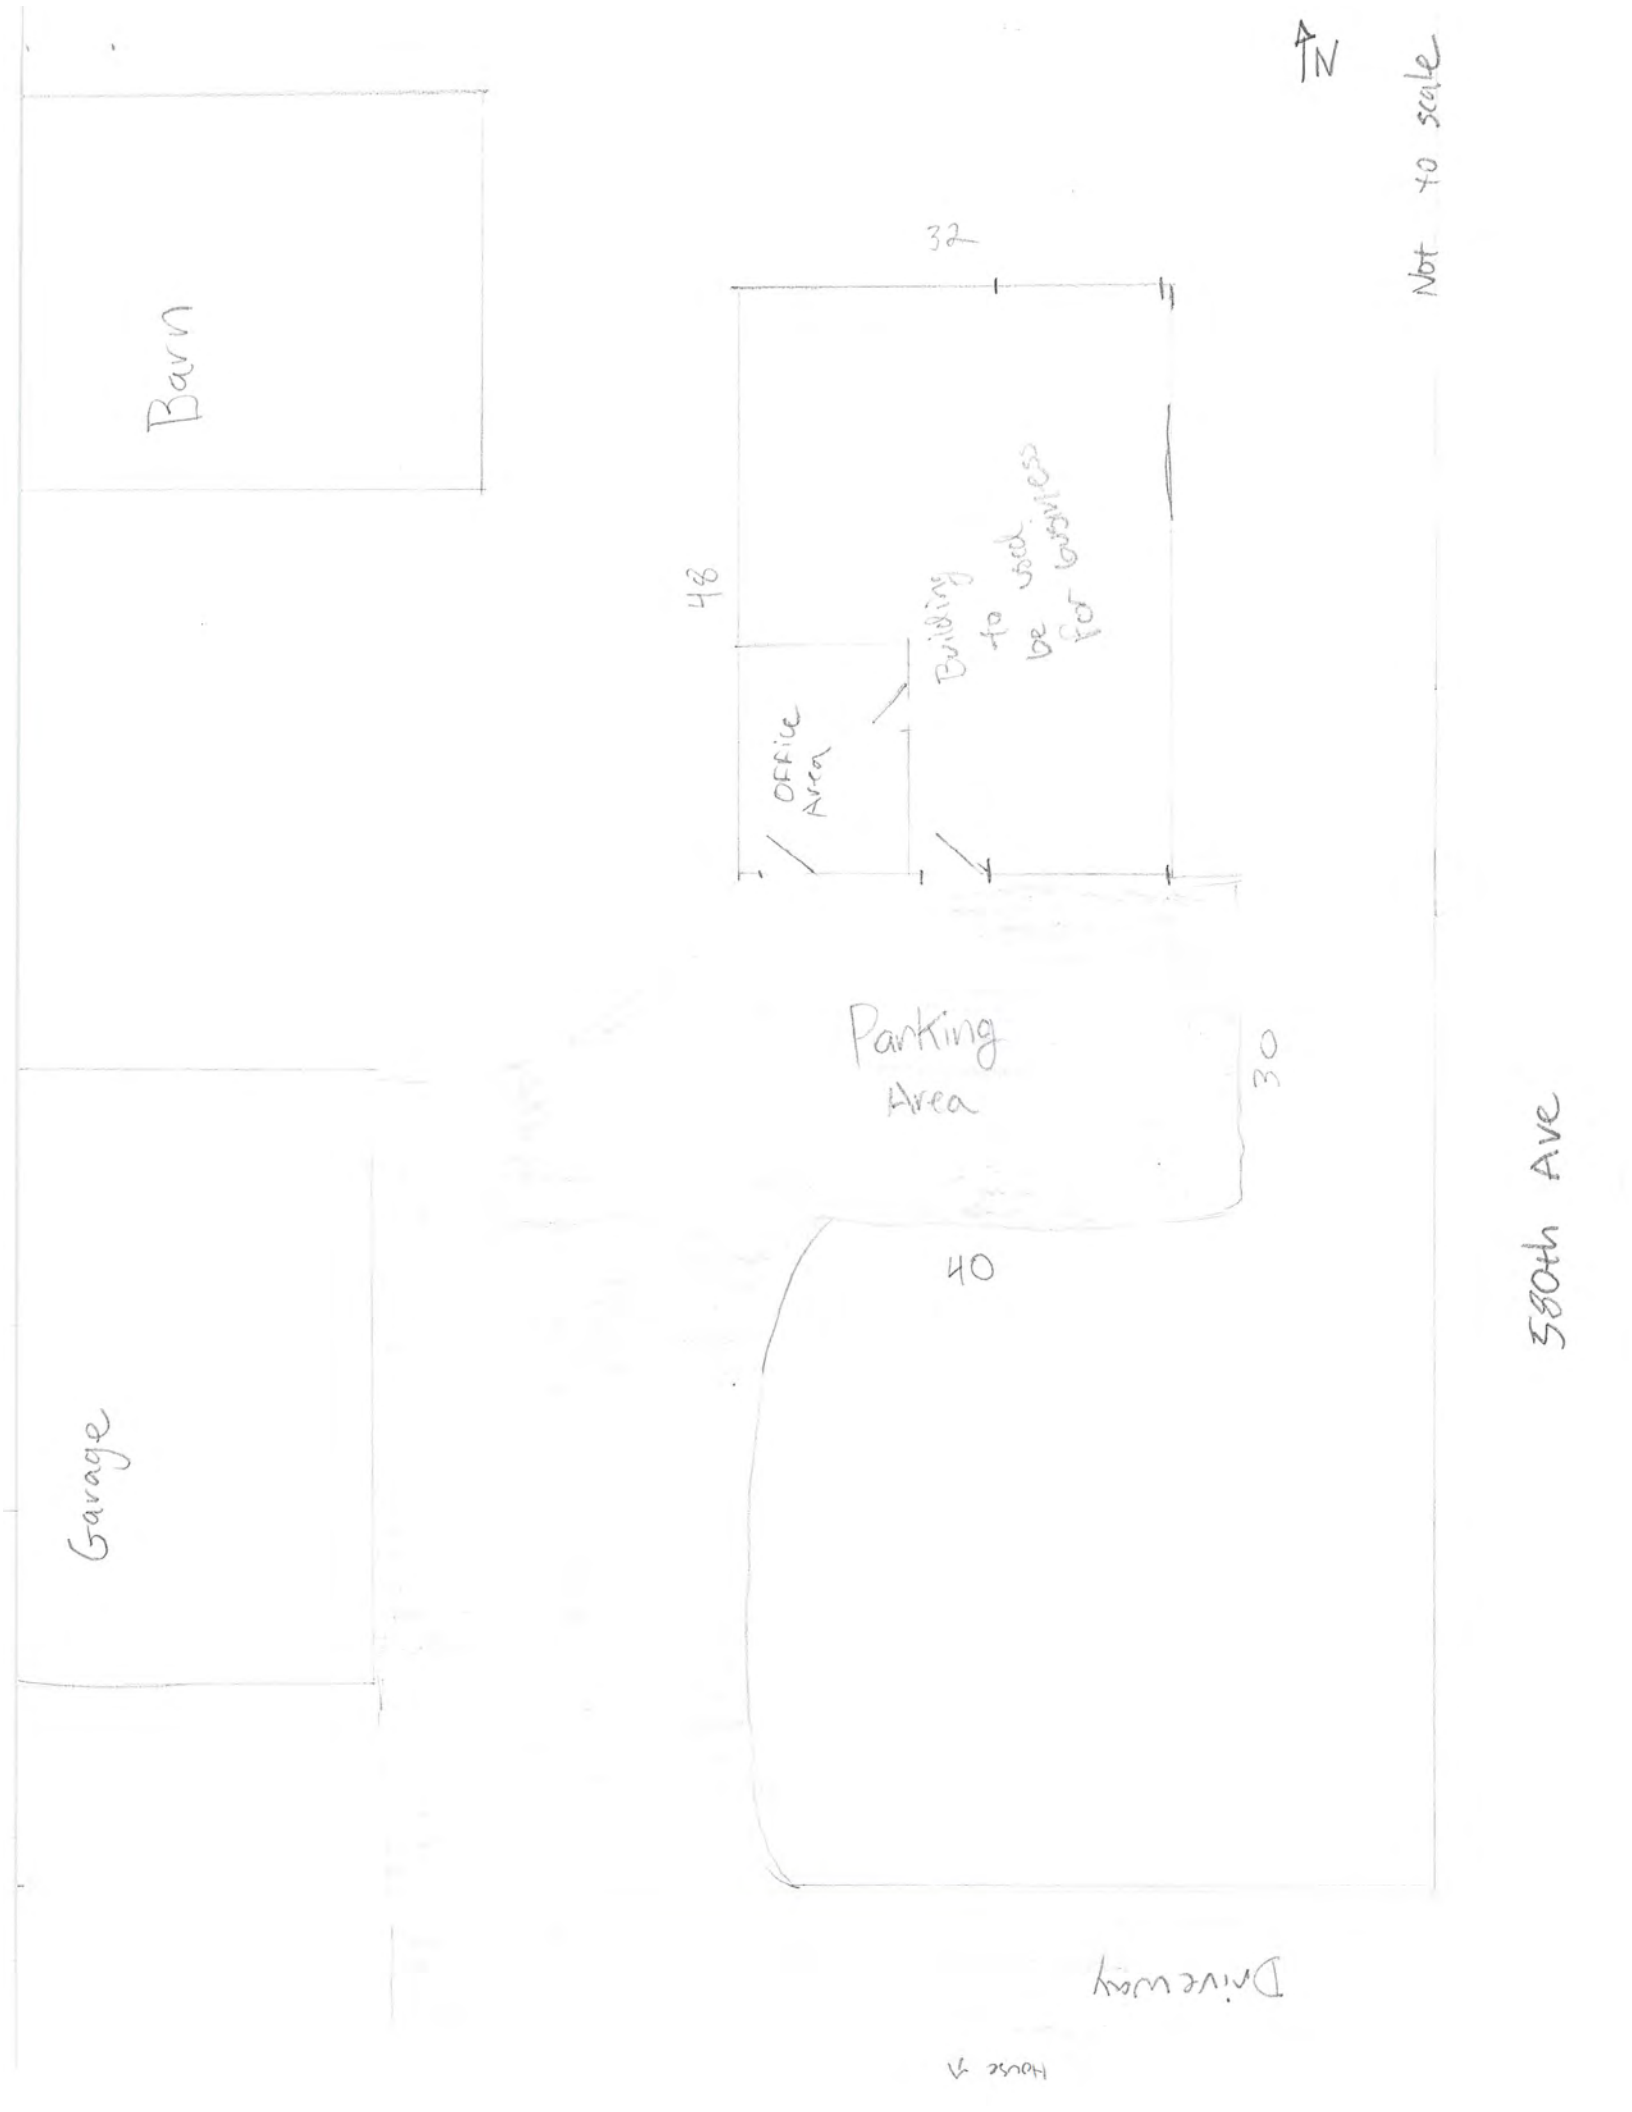 N
Not to scale
Barn
32
48
Building
to
be used
for business
Office
Area
Parking
Area
30
40
580th Ave
Garage
Driveway
House